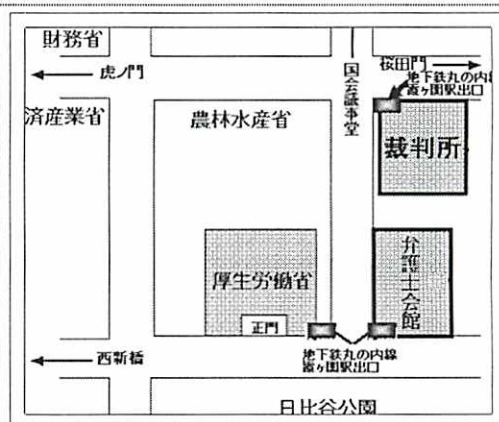 財務省
虎ノ門
国会議事堂
桜田門
地下鉄丸の内線
霞ヶ関駅出口
済産業省
農林水産省
裁判所
厚生労働省
正門
弁護士会館
西新橋
地下鉄丸の内線
霞ヶ関駅出口
日比谷公園